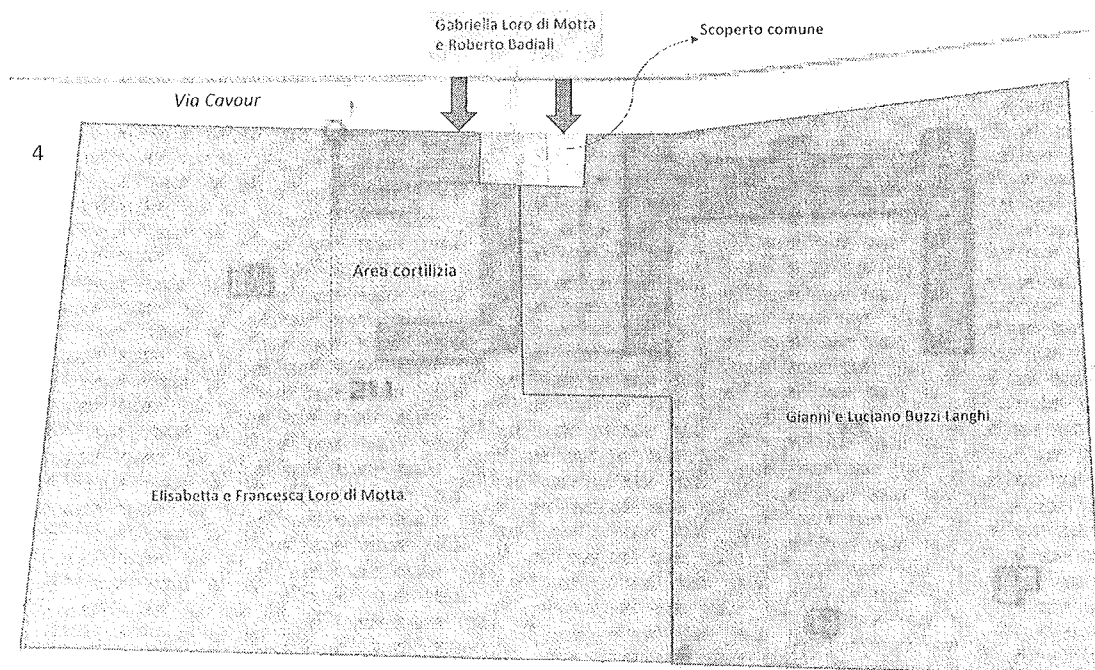 Gabriella Loro di Motta
e Roberto Badiali
Scoperto comune
Via Cavour
4
Area cortilizia
Gianni e Luciano Buzzi Langhi
Elisabetta e Francesca Loro di Motta